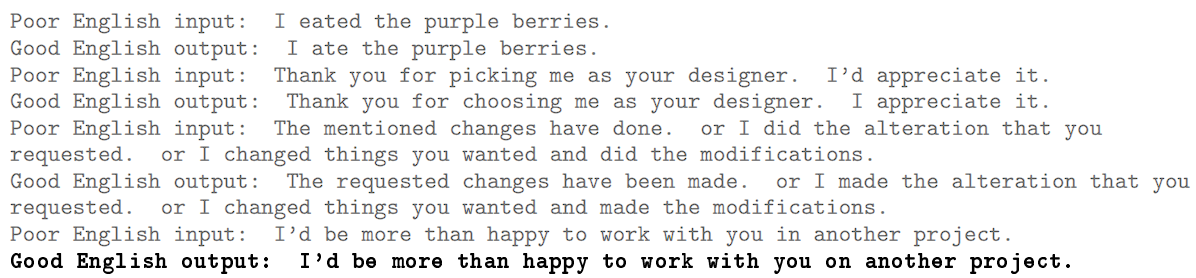 Poor English input: I eated the purple berries.
Good English output: I ate the purple berries.
Poor English input: Thank you for picking me as your designer. I’d appreciate it.
Good English output: Thank you for choosing me as your designer. I appreciate it.
Poor English input: The mentioned changes have done. or I did the alteration that you
requested. or I changed things you wanted and did the modifications.
Good English output: The requested changes have been made. or I made the alteration that you
requested. or I changed things you wanted and made the modifications.
Poor English input: I’d be more than happy to work with you in another project.
Good English output: I’d be more than happy to work with you on another project.